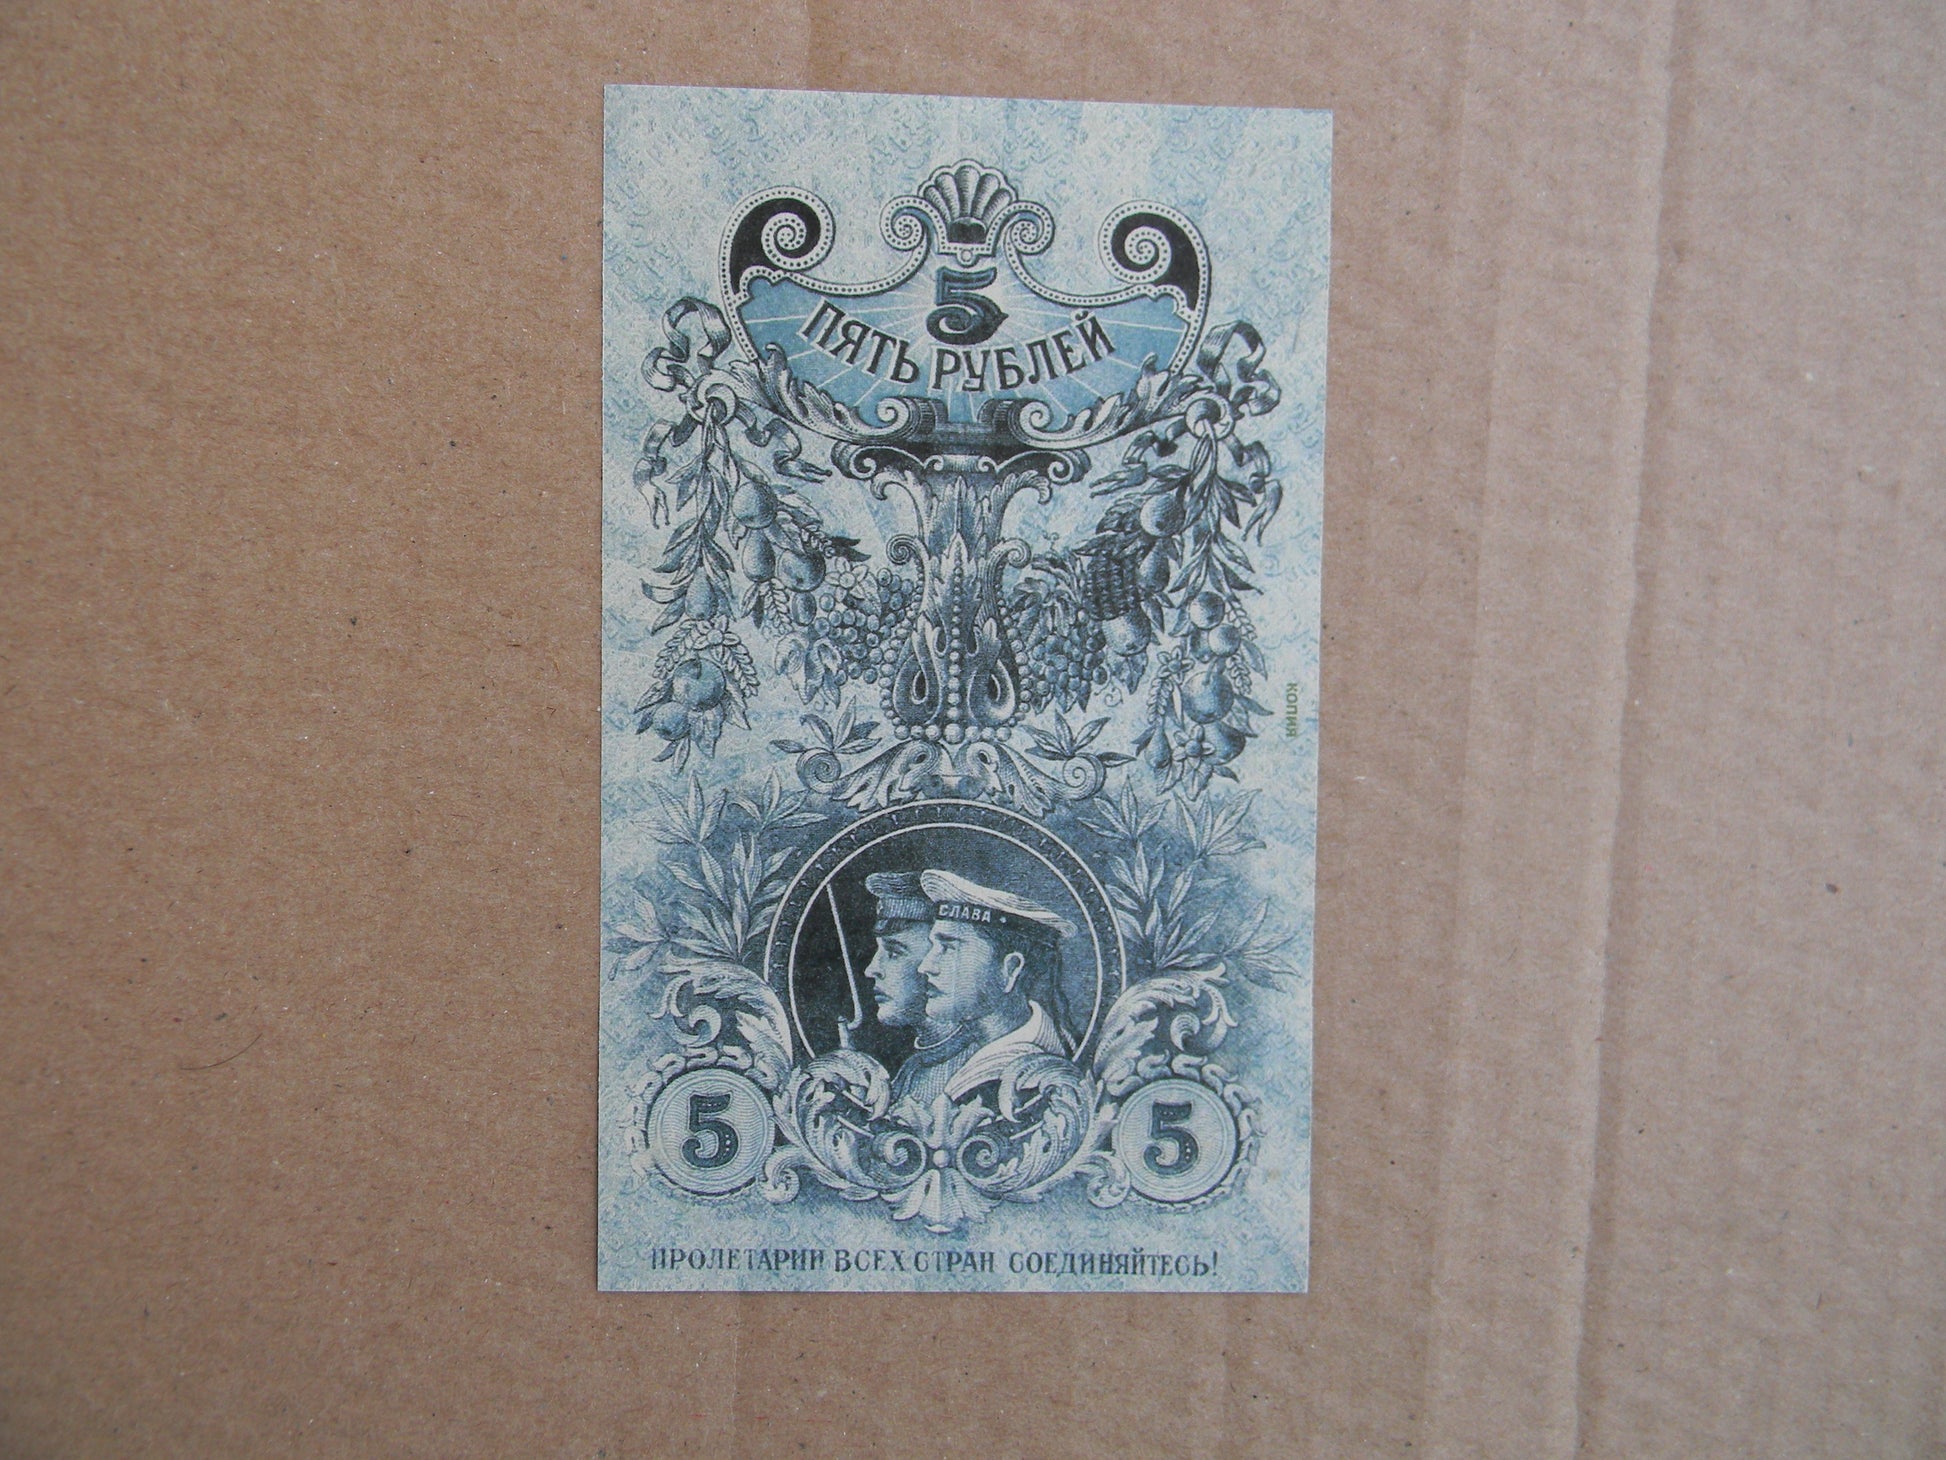 5
ПЯТЬ РУБЛЕЙ
КОПИЯ
СЛАВА
5 5
ПРОЛЕТАРИИ ВСЕХ СТРАН СОЕДИНЯЙТЕСЬ!